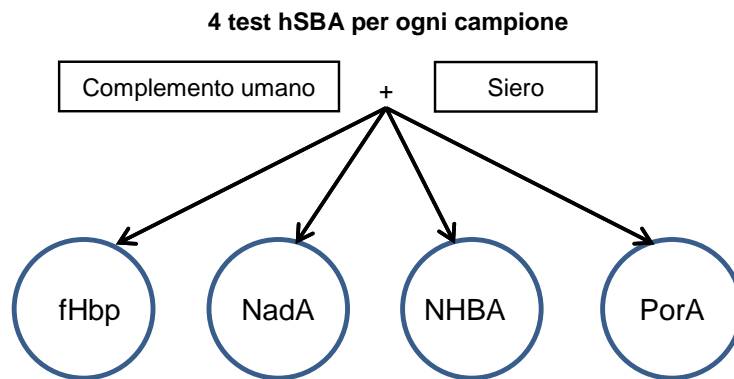 4 test hSBA per ogni campione
Complemento umano + Siero
fHbp NadA NHBA PorA